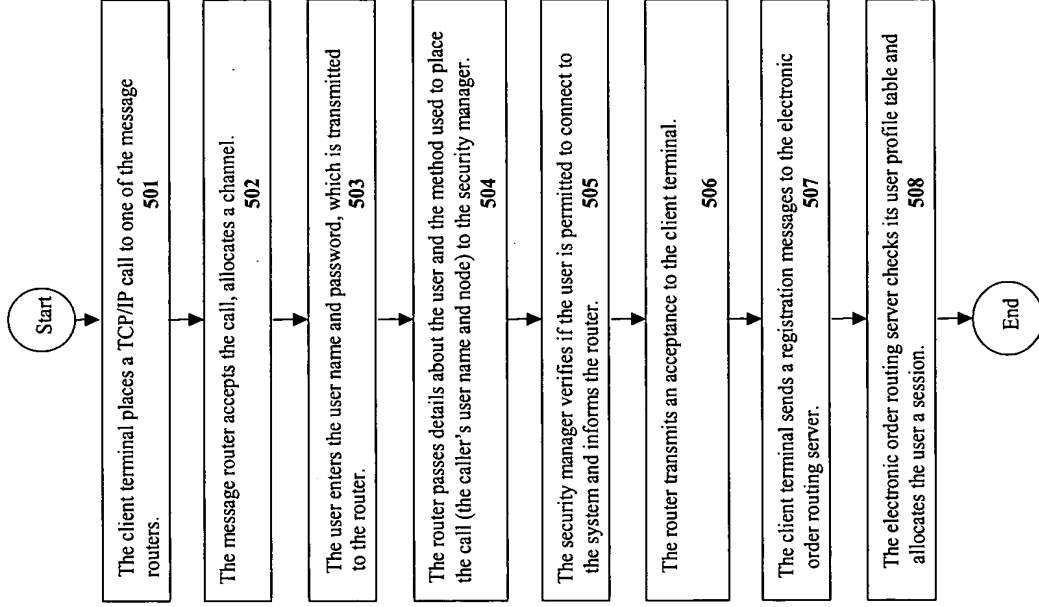 Start
The client terminal places a TCP/IP call to one of the message
routers.
501
The message router accepts the call, allocates a channel.
502
The user enters the user name and password, which is transmitted
to the router.
503
The router passes details about the user and the method used to place
the call (the caller's user name and node) to the security manager.
504
The security manager verifies if the user is permitted to connect to
the system and informs the router.
505
The router transmits an acceptance to the client terminal.
506
The client terminal sends a registration messages to the electronic
order routing server.
507
The electronic order routing server checks its user profile table and
allocates the user a session.
508
End